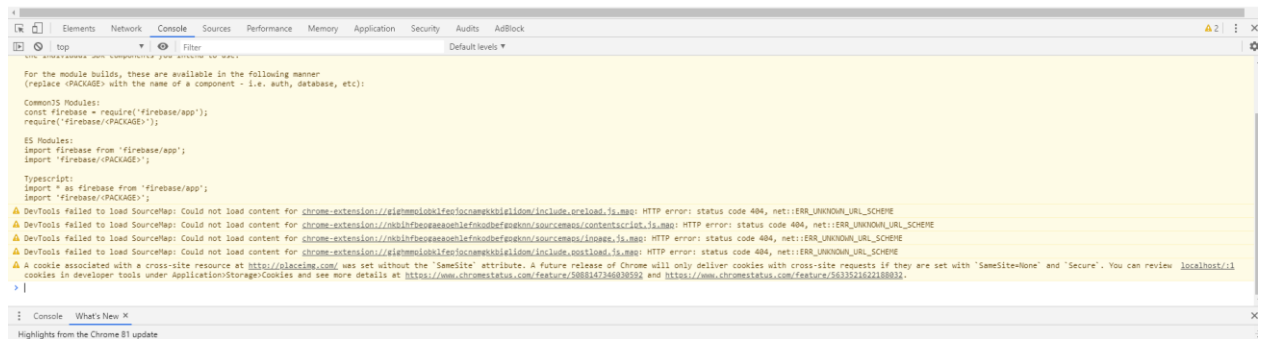 Elements Network Console Sources Performance Memory Application Security Audits AdBlock 2
top Filter Default levels
the individual SDK components you intend to use.
For the module builds, these are available in the following manner
(replace <PACKAGE> with the name of a component - i.e. auth, database, etc):
CommonJS Modules:
const firebase = require('firebase/app');
require('firebase/<PACKAGE>');
ES Modules:
import firebase from 'firebase/app';
import 'firebase/<PACKAGE>';
Typescript:
import * as firebase from 'firebase/app';
import 'firebase/<PACKAGE>';
DevTools failed to load SourceMap: Could not load content for chrome-extension://gighmmpiobklfepjocnamgkkbiglidom/include.preload.js.map: HTTP error: status code 404, net::ERR_UNKNOWN_URL_SCHEME
DevTools failed to load SourceMap: Could not load content for chrome-extension://nkbihfbeogaeaoehlefnkodbefgpgknn/sourcemaps/contentscript.js.map: HTTP error: status code 404, net::ERR_UNKNOWN_URL_SCHEME
DevTools failed to load SourceMap: Could not load content for chrome-extension://nkbihfbeogaeaoehlefnkodbefgpgknn/sourcemaps/inpage.js.map: HTTP error: status code 404, net::ERR_UNKNOWN_URL_SCHEME
DevTools failed to load SourceMap: Could not load content for chrome-extension://gighmmpiobklfepjocnamgkkbiglidom/include.postload.js.map: HTTP error: status code 404, net::ERR_UNKNOWN_URL_SCHEME
A cookie associated with a cross-site resource at http://placeimg.com/ was set without the `SameSite` attribute. A future release of Chrome will only deliver cookies with cross-site requests if they are set with `SameSite=None` and `Secure`. You can review localhost/:1
cookies in developer tools under Application>Storage>Cookies and see more details at https://www.chromestatus.com/feature/5088147346030592 and https://www.chromestatus.com/feature/5633521622188032.
Console What's New
Highlights from the Chrome 81 update